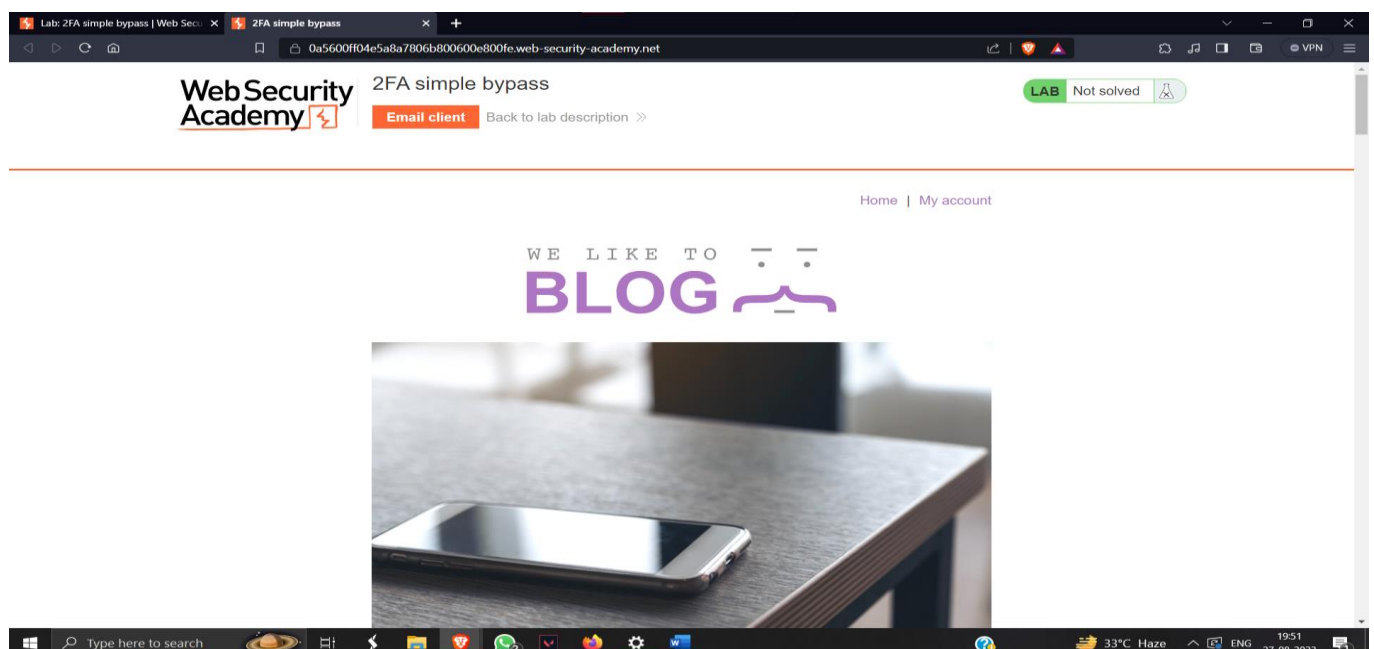 Lab: 2FA simple bypass | Web Secu
2FA simple bypass
0a5600ff04e5a8a7806b800600e800fe.web-security-academy.net
VPN
Web Security
Academy
2FA simple bypass
Email client Back to lab description
LAB Not solved
Home | My account
WE LIKE TO
BLOG
Type here to search
33°C Haze
ENG
19:51